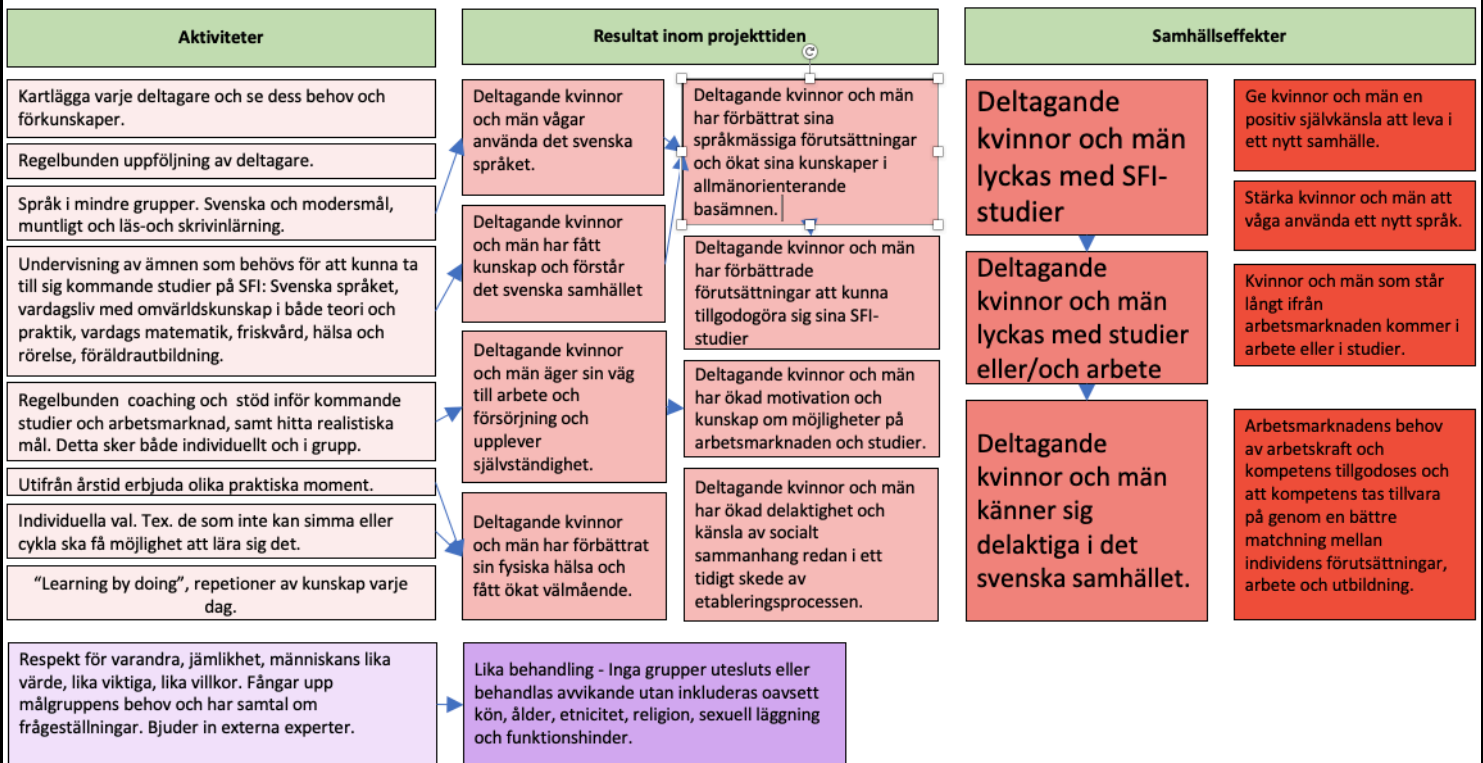 Aktiviteter
Kartlägga varje deltagare och se dess behov och
förkunskaper.
Regelbunden uppföljning av deltagare.
Språk i mindre grupper. Svenska och modersmål,
muntligt och läs-och skrivinlärning.
Undervisning av ämnen som behövs för att kunna ta
till sig kommande studier på SFI: Svenska språket,
vardagsliv med omvärldskunskap i både teori och
praktik, vardags matematik, friskvård, hälsa och
rörelse, föräldrautbildning.
Regelbunden coaching och stöd inför kommande
studier och arbetsmarknad, samt hitta realistiska
mål. Detta sker både individuellt och i grupp.
Utifrån årstid erbjuda olika praktiska moment.
Individuella val. Tex. de som inte kan simma eller
cykla ska få möjlighet att lära sig det.
“Learning by doing”, repetioner av kunskap varje
dag.
Resultat inom projekttiden
Deltagande kvinnor
och män vågar
använda det svenska
språket.
Deltagande kvinnor
och män har fått
kunskap och förstår
det svenska samhället
Deltagande kvinnor
och män äger sin väg
till arbete och
försörjning och
upplever
självständighet.
Deltagande kvinnor
och män har förbättrat
sin fysiska hälsa och
fått ökat välmående.
Deltagande kvinnor och män
har förbättrat sina
språkmässiga förutsättningar
och ökat sina kunskaper i
allmänorienterande
basämnen.
Deltagande kvinnor och män
har förbättrade
förutsättningar att kunna
tillgodogöra sig sina SFI-
studier
Deltagande kvinnor och män
har ökad motivation och
kunskap om möjligheter på
arbetsmarknaden och studier.
Deltagande kvinnor och män
har ökad delaktighet och
känsla av socialt
sammanhang redan i ett
tidigt skede av
etableringsprocessen.
Samhällseffekter
Deltagande
kvinnor och män
lyckas med SFI-
studier
Deltagande
kvinnor och män
lyckas med studier
eller/och arbete
Deltagande
kvinnor och män
känner sig
delaktiga i det
svenska samhället.
Ge kvinnor och män en
positiv självkänsla att leva i
ett nytt samhälle.
Stärka kvinnor och män att
våga använda ett nytt språk.
Kvinnor och män som står
långt ifrån
arbetsmarknaden kommer i
arbete eller i studier.
Arbetsmarknadens behov
av arbetskraft och
kompetens tillgodoses och
att kompetens tas tillvara
på genom en bättre
matchning mellan
individens förutsättningar,
arbete och utbildning.
Respekt för varandra, jämlikhet, människans lika
värde, lika viktiga, lika villkor. Fångar upp
målgruppens behov och har samtal om
frågeställningar. Bjuder in externa experter.
Lika behandling - Inga grupper utesluts eller
behandlas avvikande utan inkluderas oavsett
kön, ålder, etnicitet, religion, sexuell läggning
och funktionshinder.